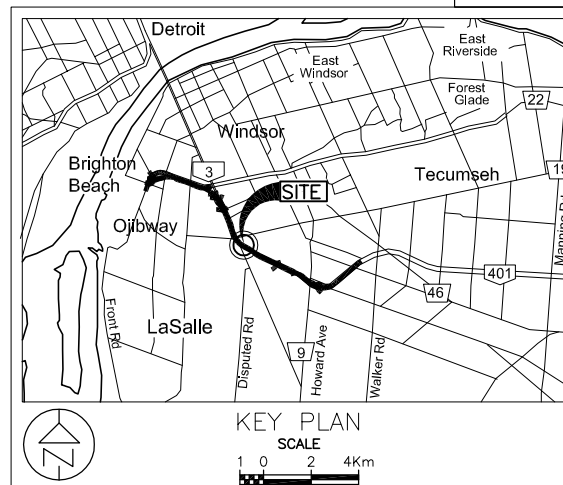 Detroit
East
Riverside
East
Windsor
Forest
Glade
22
Windsor
3
Brighton
Beach
SITE
Tecumseh
19
Ojibway
Manning Rd
401
46
Front Rd
LaSalle
Disputed Rd
9
Howard Ave
Walker Rd
N
KEY PLAN
SCALE
1 0 2 4Km